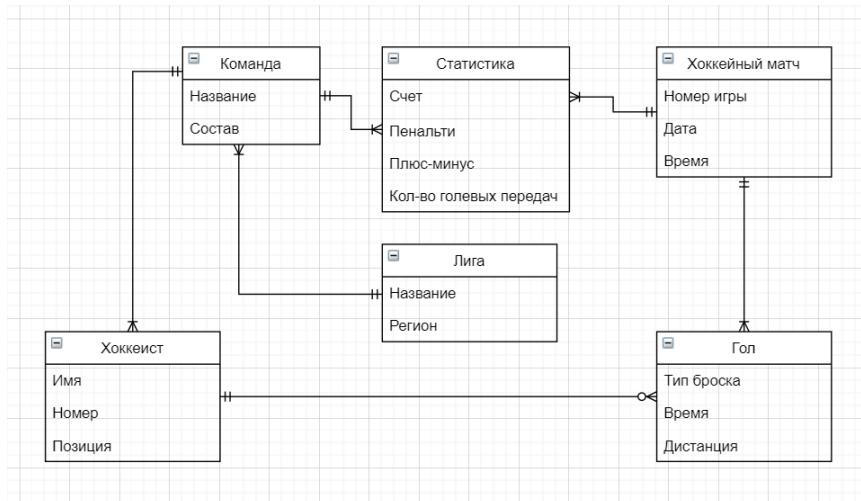 Команда
Название
Состав
Статистика
Счет
Пенальти
Плюс-минус
Кол-во голевых передач
Хоккейный матч
Номер игры
Дата
Время
Лига
Название
Регион
Хоккеист
Имя
Номер
Позиция
Гол
Тип броска
Время
Дистанция